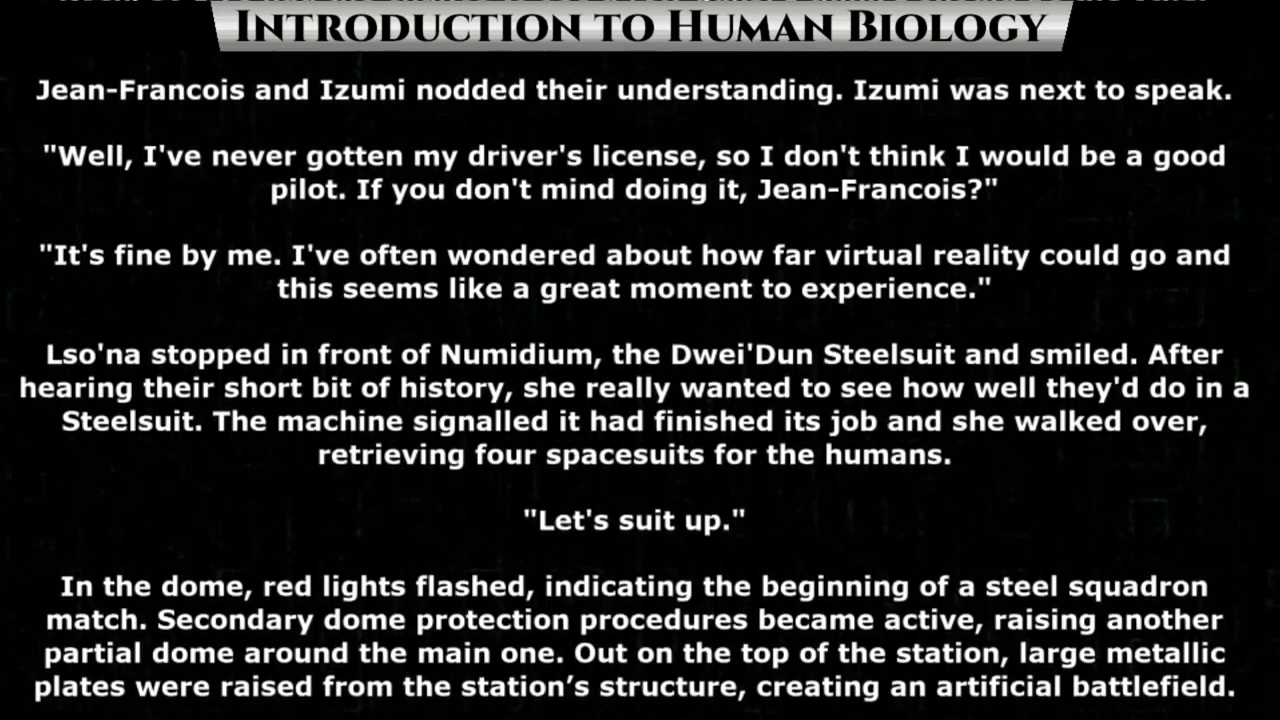 INTRODUCTION TO HUMAN BIOLOGY
Jean-Francois and Izumi nodded their understanding. Izumi was next to speak.
"Well, I've never gotten my driver's license, so I don't think I would be a good
pilot. If you don't mind doing it, Jean-Francois?"
"It's fine by me. I've often wondered about how far virtual reality could go and
this seems like a great moment to experience."
Lso'na stopped in front of Numidium, the Dwei'Dun Steelsuit and smiled. After
hearing their short bit of history, she really wanted to see how well they'd do in a
Steelsuit. The machine signalled it had finished its job and she walked over,
retrieving four spacesuits for the humans.
"Let's suit up."
In the dome, red lights flashed, indicating the beginning of a steel squadron
match. Secondary dome protection procedures became active, raising another
partial dome around the main one. Out on the top of the station, large metallic
plates were raised from the station’s structure, creating an artificial battlefield.